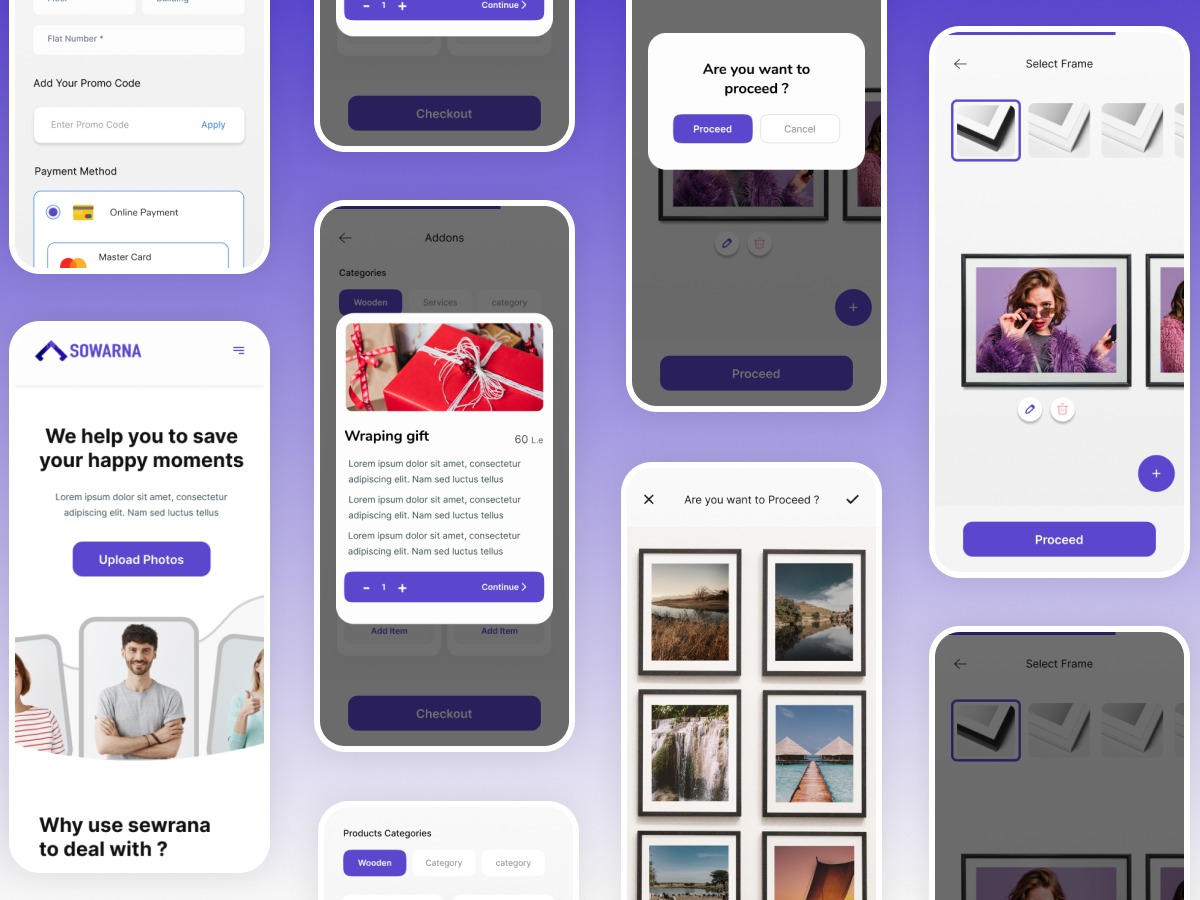 Floor
Building
Flat Number *
Add Your Promo Code
Enter Promo Code
Apply
Payment Method
Online Payment
Master Card
SOWARNA
We help you to save
your happy moments
Lorem ipsum dolor sit amet, consectetur
adipiscing elit. Nam sed luctus tellus
Upload Photos
Why use sewrana
to deal with ?
- 1 +
Continue >
Checkout
Addons
Categories
Wooden
Services
category
Wraping gift
60 L.e
Lorem ipsum dolor sit amet, consectetur
adipiscing elit. Nam sed luctus tellus
Lorem ipsum dolor sit amet, consectetur
adipiscing elit. Nam sed luctus tellus
Lorem ipsum dolor sit amet, consectetur
adipiscing elit. Nam sed luctus tellus
- 1 +
Continue >
Add Item
Add Item
Checkout
Products Categories
Wooden
Category
category
Are you want to
proceed ?
Proceed
Cancel
+
Proceed
Are you want to Proceed ?
Select Frame
+
Proceed
Select Frame